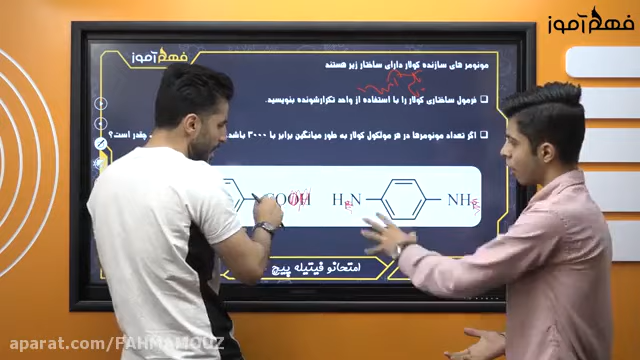 فهم آموز
فهم آموز
مونومر های سازنده کولار دارای ساختار زیر هستند
فرمول ساختاری کولار را با استفاده از واحد تکرارشونده بنویسید.
اگر تعداد مونومرها در هر مولکول کولار به طور میانگین برابر با ۳۰۰۰ باشد چقدر است؟
COOH H₂N NH₂
امتحانو فیتیله پیچ
aparat.com/FAHMAMOUZ